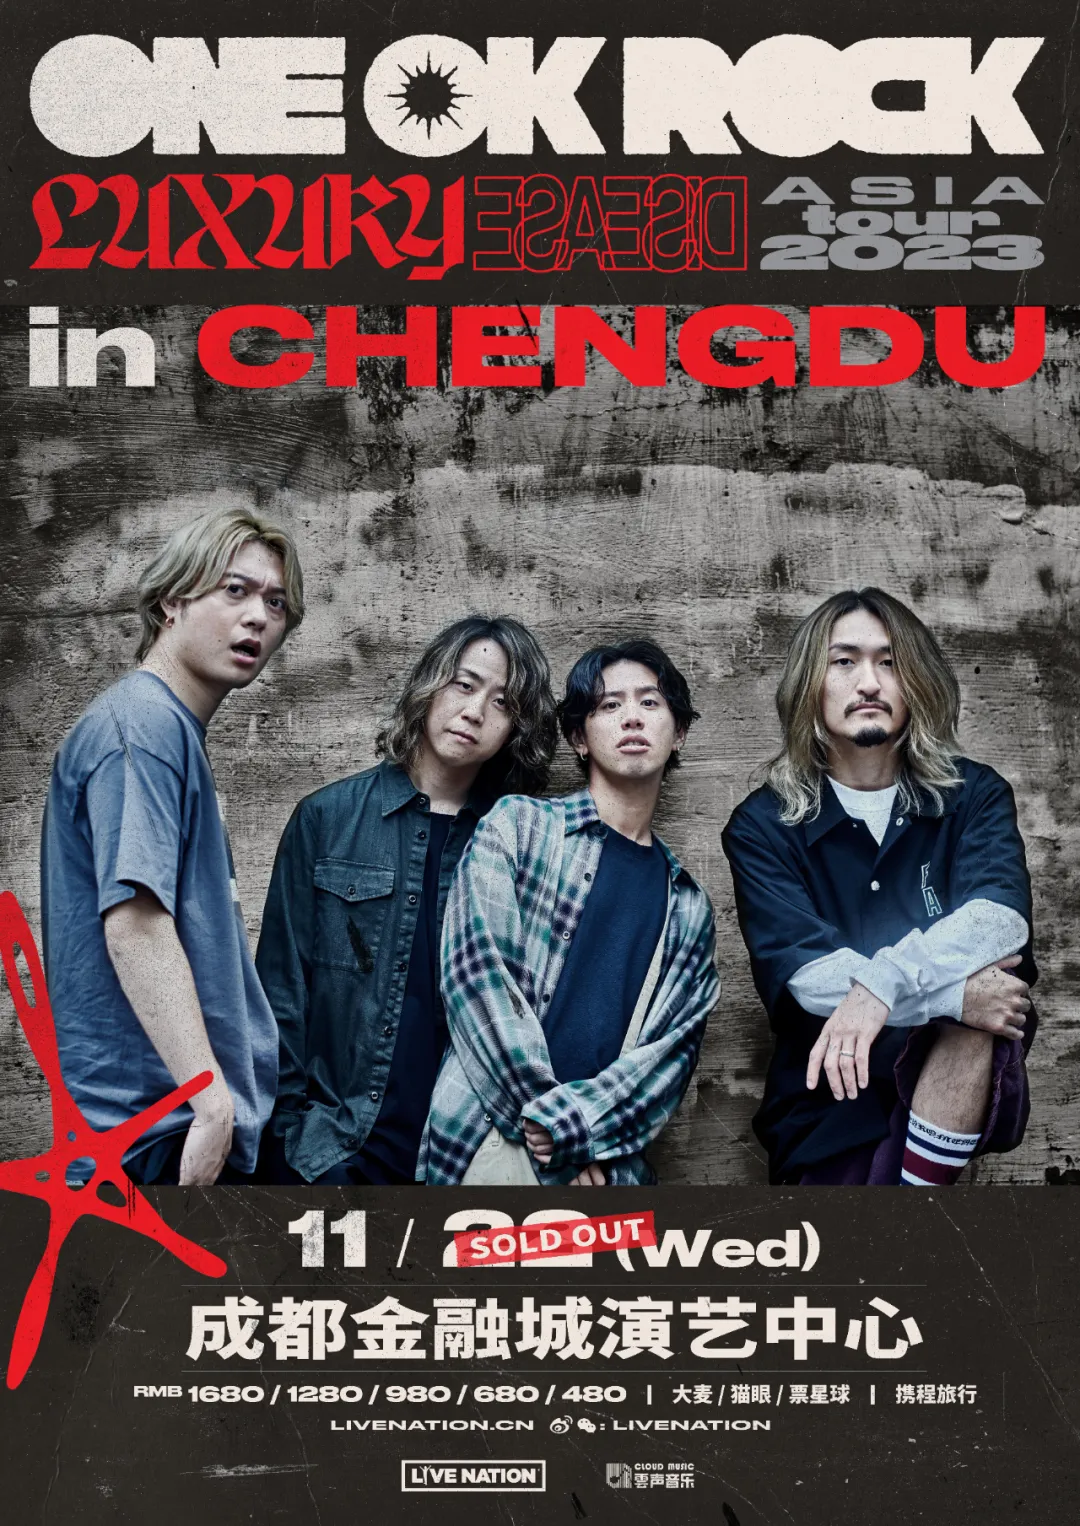 ONE OK ROCK
LUXURY DISEASE
ASIA
tour
2023
in CHENGDU
FA
11 / 22 (Wed)
SOLD OUT
成都金融城演艺中心
RMB 1680 / 1280 / 980 / 680 / 480 | 大麦 / 猫眼 / 票星球 | 携程旅行
LIVENATION.CN : LIVENATION
LIVE NATION
CLOUD MUSIC
雲声音乐